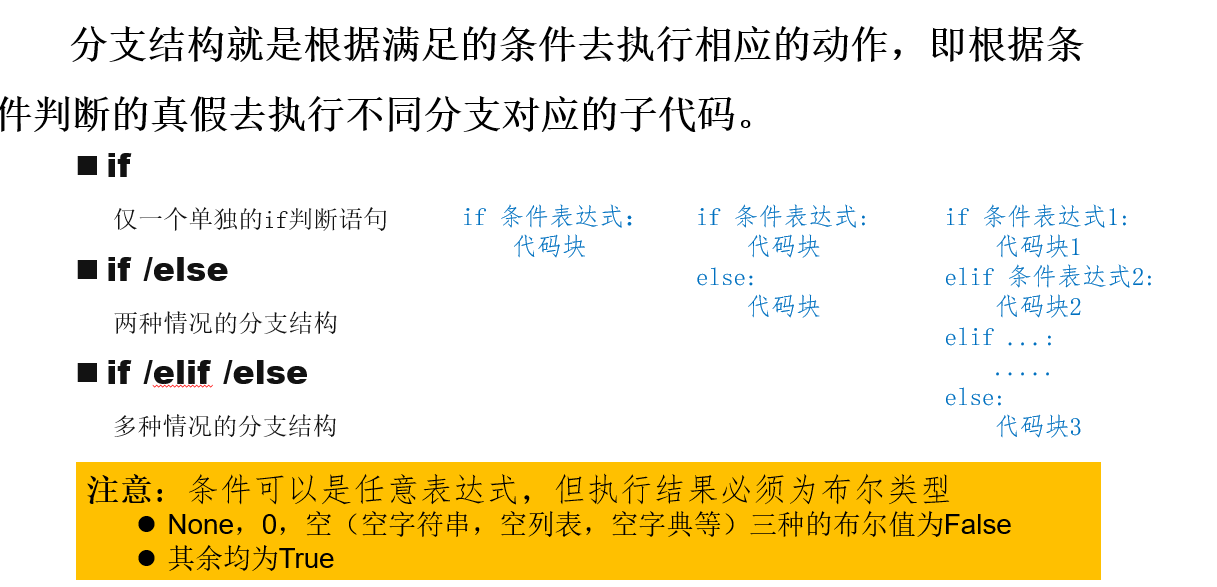 分支结构就是根据满足的条件去执行相应的动作，即根据条
件判断的真假去执行不同分支对应的子代码。
■ if
仅一个单独的if判断语句
■ if /else
两种情况的分支结构
■ if /elif /else
多种情况的分支结构
if 条件表达式:
代码块
if 条件表达式:
代码块
else:
代码块
if 条件表达式1:
代码块1
elif 条件表达式2:
代码块2
elif ...:
.....
else:
代码块3
注意：条件可以是任意表达式，但执行结果必须为布尔类型
● None，0，空（空字符串，空列表，空字典等）三种的布尔值为False
● 其余均为True